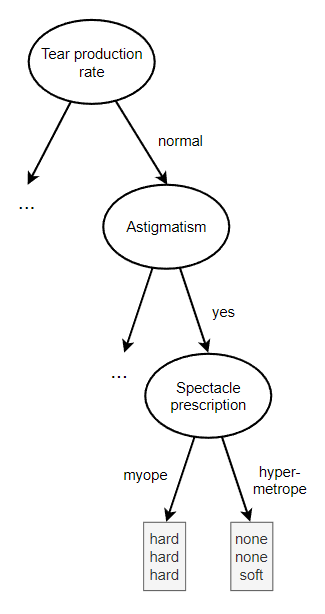 Tear production
rate
normal
...
Astigmatism
yes
...
Spectacle
prescription
myope
hyper-
metrope
hard
hard
hard
none
none
soft